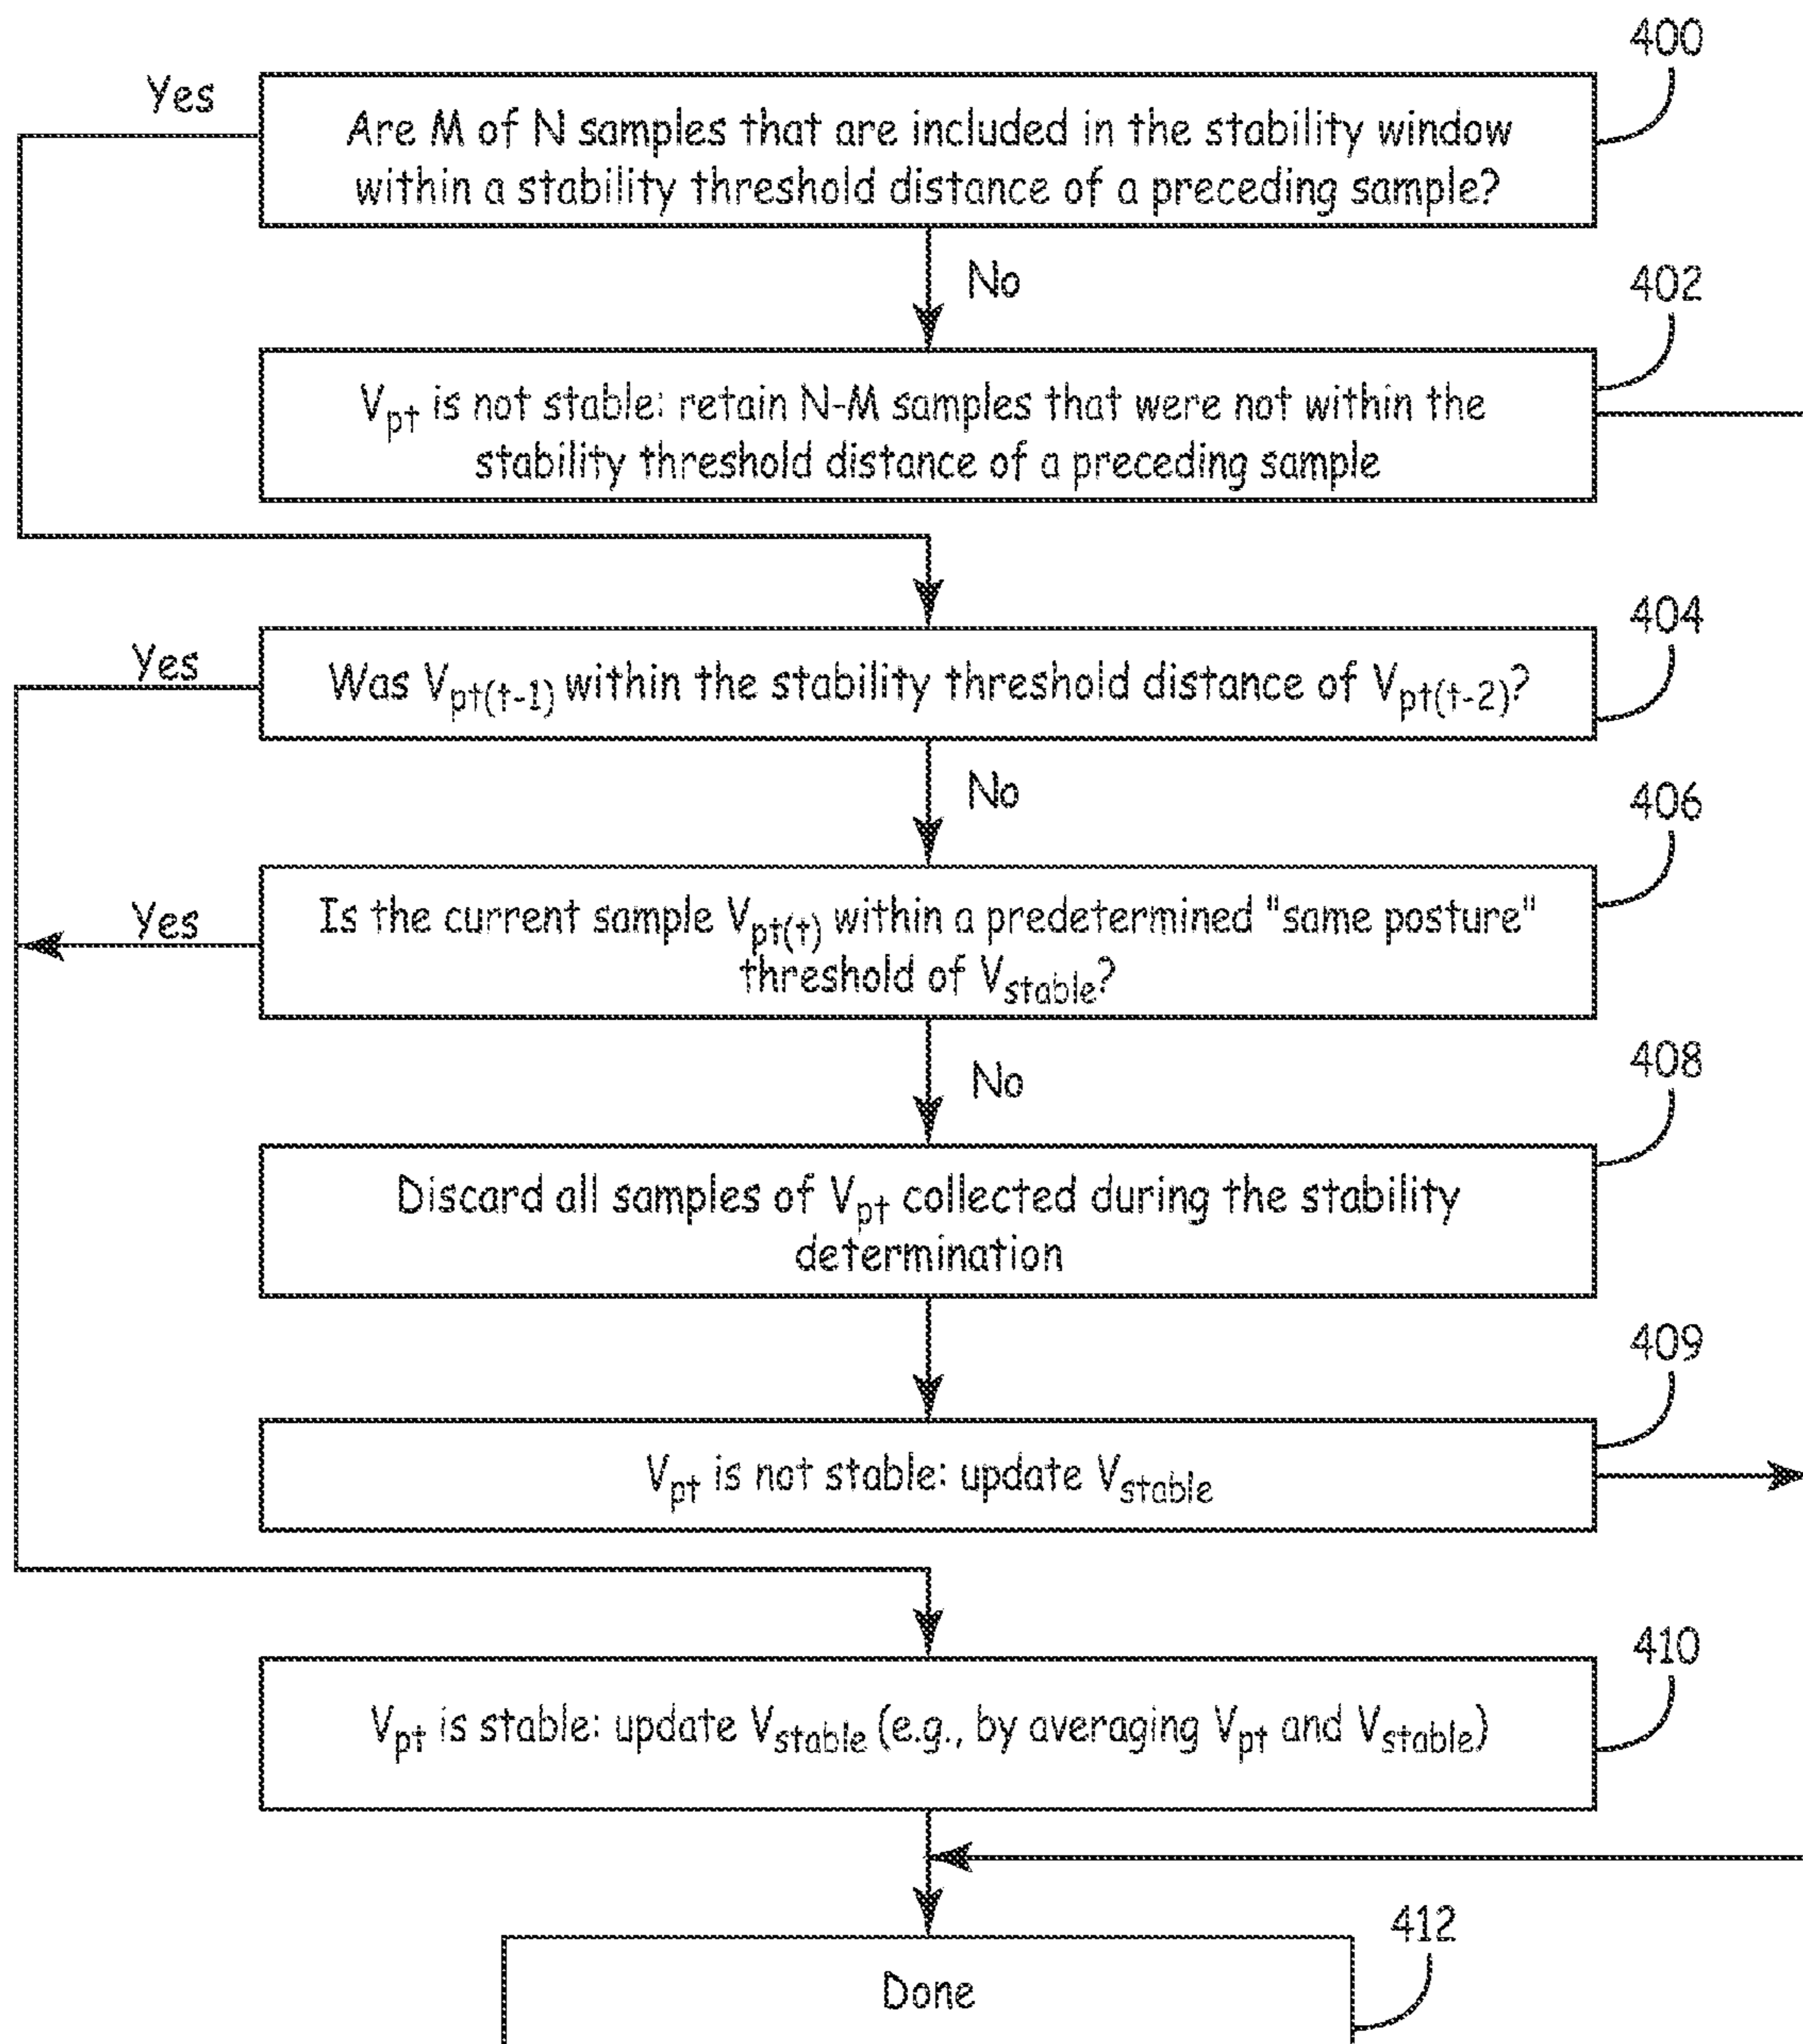 400
Yes
Are M of N samples that are included in the stability window
within a stability threshold distance of a preceding sample?
No
402
Vpt is not stable: retain N-M samples that were not within the
stability threshold distance of a preceding sample
404
Yes
Was Vpt(t-1) within the stability threshold distance of Vpt(t-2)?
No
406
Yes
Is the current sample Vpt(t) within a predetermined "same posture"
threshold of Vstable?
No
408
Discard all samples of Vpt collected during the stability
determination
409
Vpt is not stable: update Vstable
410
Vpt is stable: update Vstable (e.g., by averaging Vpt and Vstable)
412
Done